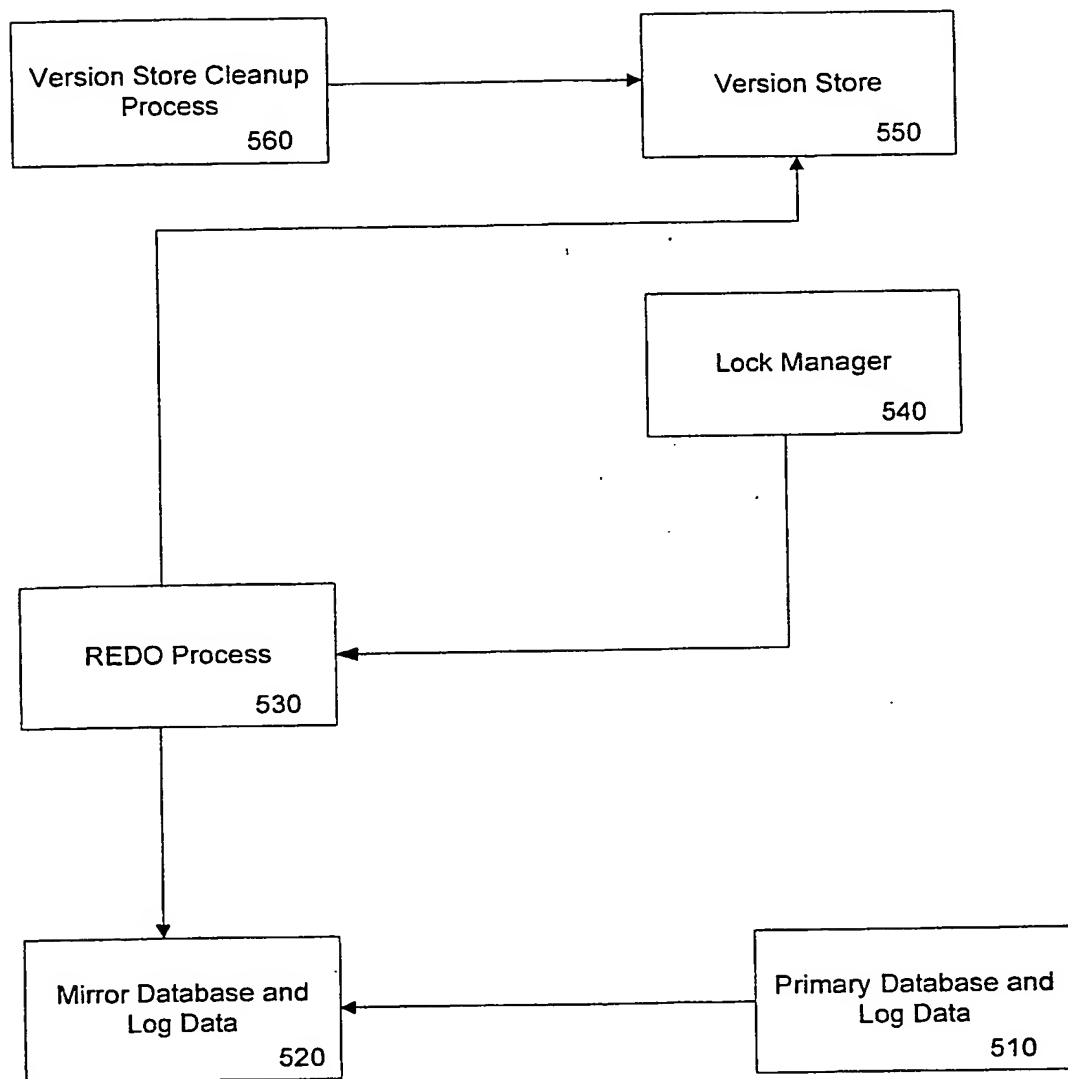 Version Store Cleanup
Process
560
Version Store
550
Lock Manager
540
REDO Process
530
Mirror Database and
Log Data
520
Primary Database and
Log Data
510